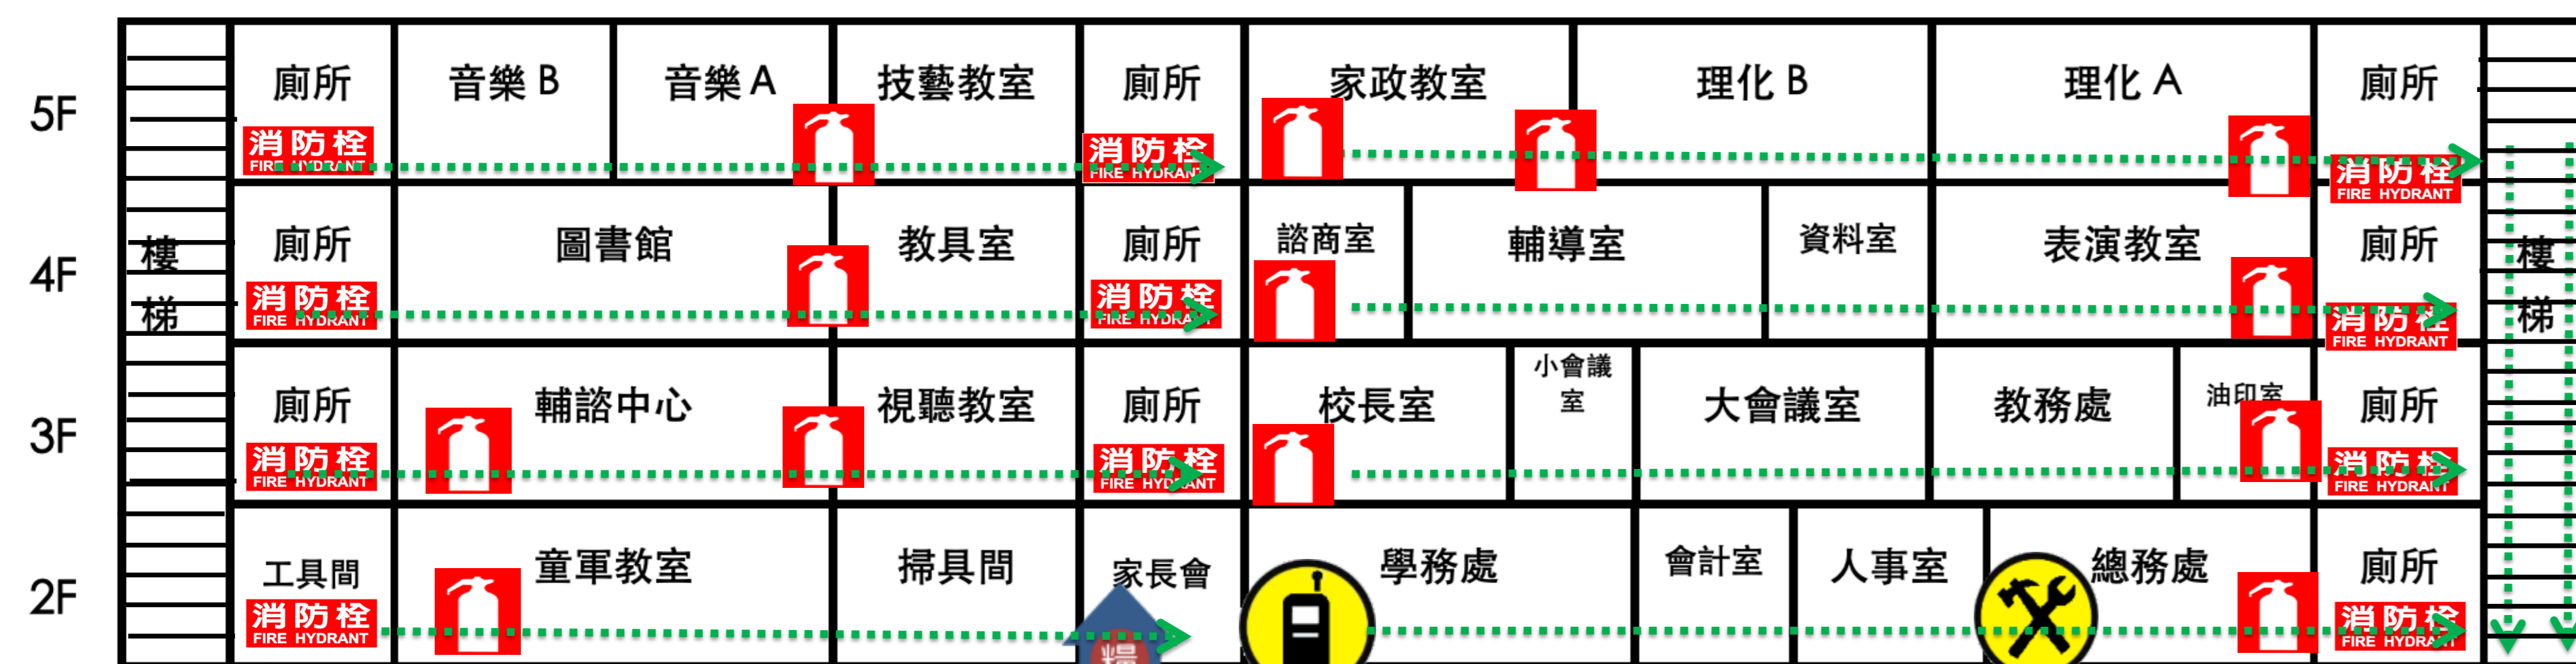 5F
廁所
音樂 B
音樂 A
技藝教室
廁所
家政教室
理化 B
理化 A
廁所
消防栓
FIRE HYDRANT
消防栓
FIRE HYDRANT
消防栓
FIRE HYDRANT
4F
樓
梯
廁所
圖書館
教具室
廁所
諮商室
輔導室
資料室
表演教室
廁所
樓
梯
消防栓
FIRE HYDRANT
消防栓
FIRE HYDRANT
消防栓
FIRE HYDRANT
3F
廁所
輔諮中心
視聽教室
廁所
校長室
小會議
室
大會議室
教務處
油印室
廁所
消防栓
FIRE HYDRANT
消防栓
FIRE HYDRANT
消防栓
FIRE HYDRANT
2F
工具間
童軍教室
掃具間
家長會
學務處
會計室
人事室
總務處
廁所
消防栓
FIRE HYDRANT
消防栓
FIRE HYDRANT
糧